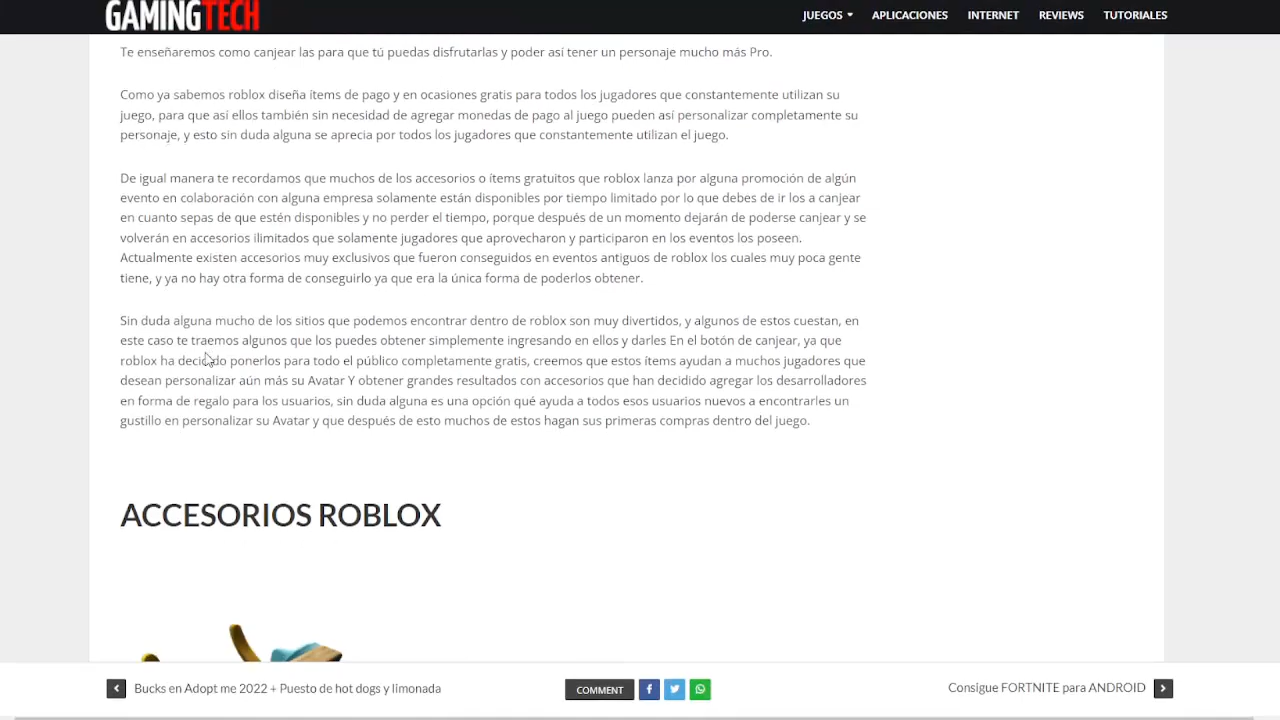 GAMINGTECH
JUEGOS APLICACIONES INTERNET REVIEWS TUTORIALES
Te enseñaremos como canjear las para que tú puedas disfrutarlas y poder así tener un personaje mucho más Pro.
Como ya sabemos roblox diseña ítems de pago y en ocasiones gratis para todos los jugadores que constantemente utilizan su
juego, para que así ellos también sin necesidad de agregar monedas de pago al juego pueden así personalizar completamente su
personaje, y esto sin duda alguna se aprecia por todos los jugadores que constantemente utilizan el juego.
De igual manera te recordamos que muchos de los accesorios o ítems gratuitos que roblox lanza por alguna promoción de algún
evento en colaboración con alguna empresa solamente están disponibles por tiempo limitado por lo que debes de ir los a canjear
en cuanto sepas de que estén disponibles y no perder el tiempo, porque después de un momento dejarán de poderse canjear y se
volverán en accesorios ilimitados que solamente jugadores que aprovecharon y participaron en los eventos los poseen.
Actualmente existen accesorios muy exclusivos que fueron conseguidos en eventos antiguos de roblox los cuales muy poca gente
tiene, y ya no hay otra forma de conseguirlo ya que era la única forma de poderlos obtener.
Sin duda alguna mucho de los sitios que podemos encontrar dentro de roblox son muy divertidos, y algunos de estos cuestan, en
este caso te traemos algunos que los puedes obtener simplemente ingresando en ellos y darles En el botón de canjear, ya que
roblox ha decidido ponerlos para todo el público completamente gratis, creemos que estos ítems ayudan a muchos jugadores que
desean personalizar aún más su Avatar Y obtener grandes resultados con accesorios que han decidido agregar los desarrolladores
en forma de regalo para los usuarios, sin duda alguna es una opción qué ayuda a todos esos usuarios nuevos a encontrarles un
gustillo en personalizar su Avatar y que después de esto muchos de estos hagan sus primeras compras dentro del juego.
ACCESORIOS ROBLOX
Bucks en Adopt me 2022 + Puesto de hot dogs y limonada
COMMENT
Consigue FORTNITE para ANDROID